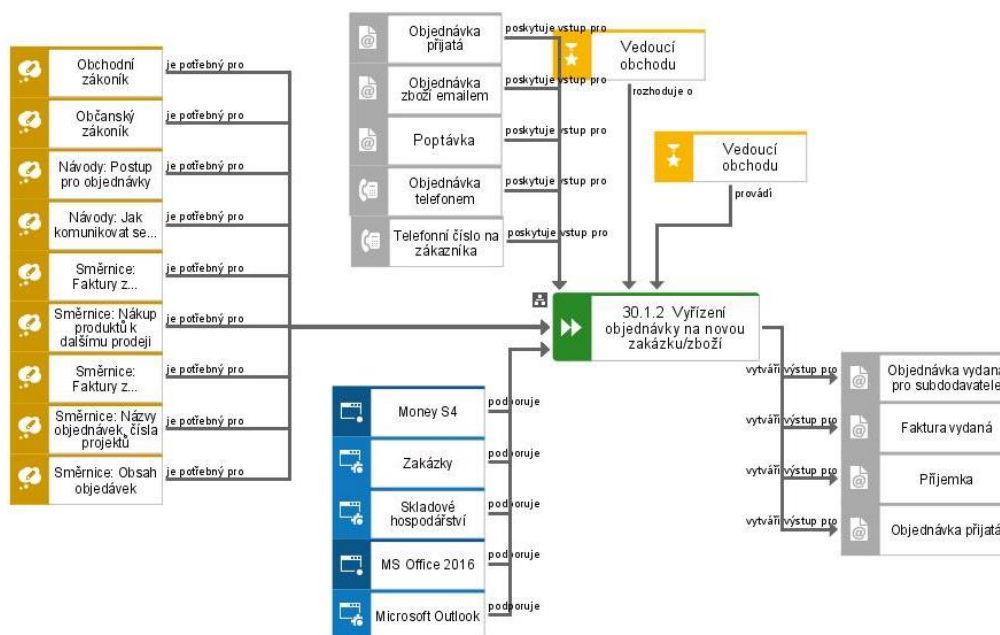 Obchodní
zákoník
je potřebný pro
Občanský
zákoník
je potřebný pro
Návody: Postup
pro objednávky
je potřebný pro
Návody: Jak
komunikovat se...
je potřebný pro
Směrnice:
Faktury z...
je potřebný pro
Směrnice: Nákup
produktů k
dalšímu prodeji
je potřebný pro
Směrnice:
Faktury z...
je potřebný pro
Směrnice: Názvy
objednávek, čísla
projektů
je potřebný pro
Směrnice: Obsah
objedávek
je potřebný pro
Objednávka
přijatá
poskytuje vstup pro
Objednávka
zboží emailem
poskytuje vstup pro
Poptávka
poskytuje vstup pro
Objednávka
telefonem
poskytuje vstup pro
Telefonní číslo na
zákazníka
poskytuje vstup pro
Vedoucí
obchodu
rozhoduje o
Vedoucí
obchodu
provádí
30.1.2 Vyřízení
objednávky na novou
zakázku/zboží
Money S4
podporuje
Zakázky
podporuje
Skladové
hospodářství
podporuje
MS Office 2016
podporuje
Microsoft Outlook
podporuje
vytváří výstup pro
Objednávka vydaná
pro subdodavatele
vytváří výstup pro
Faktura vydaná
vytváří výstup pro
Příjemka
vytváří výstup pro
Objednávka přijatá